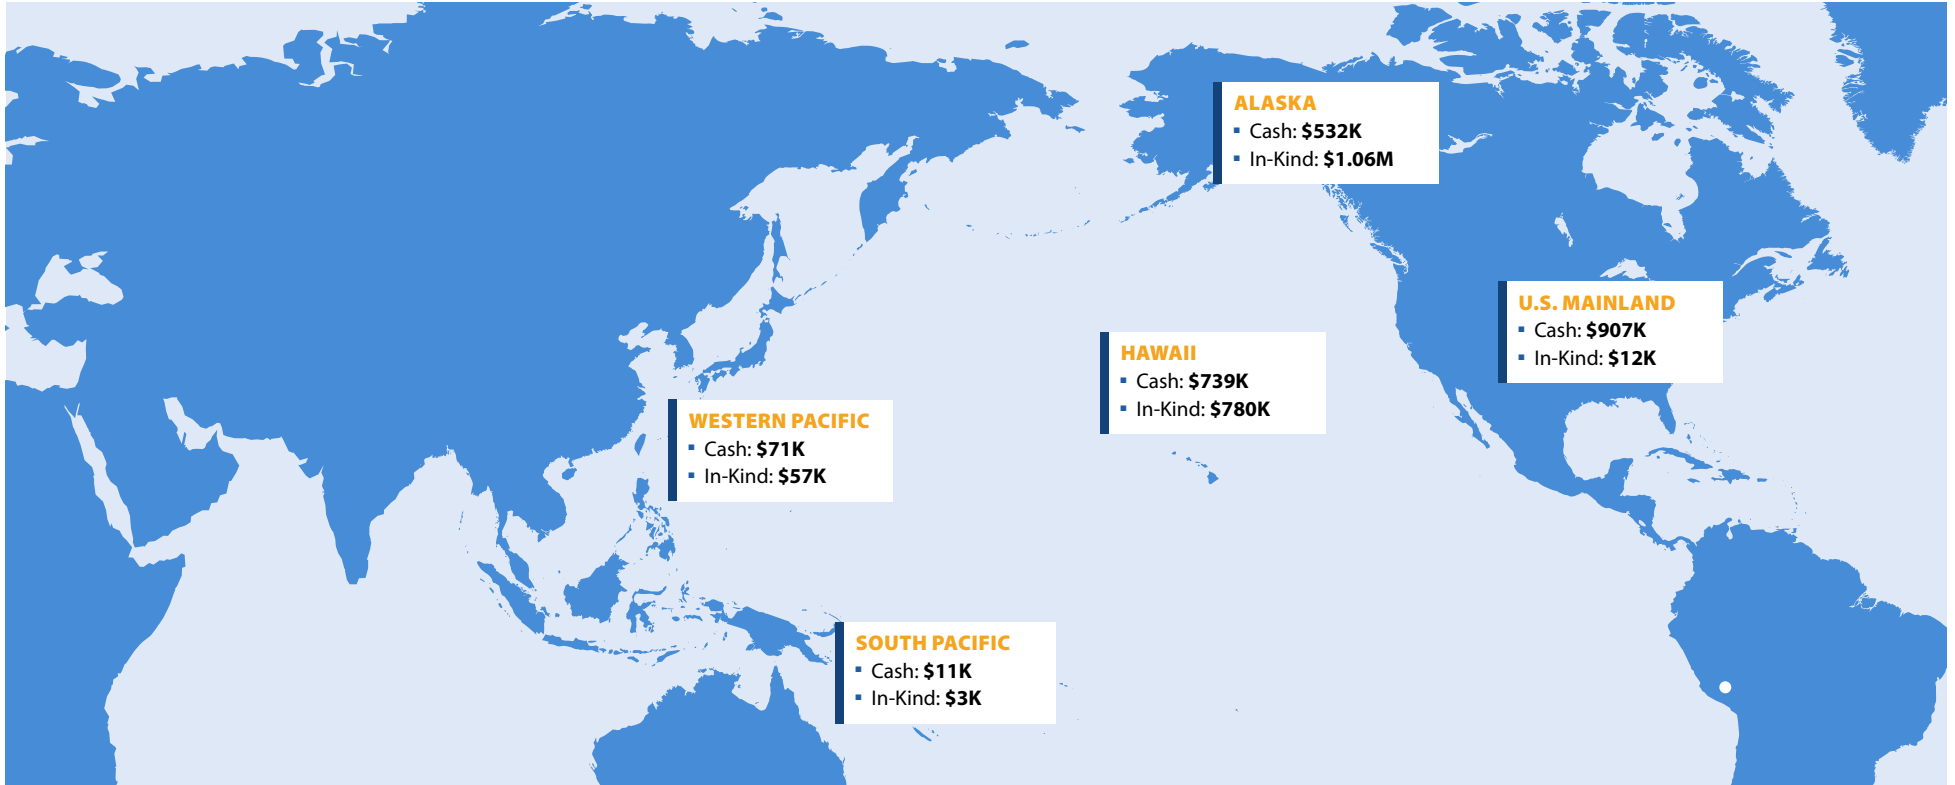 ALASKA
▪ Cash: $532K
▪ In-Kind: $1.06M
U.S. MAINLAND
▪ Cash: $907K
▪ In-Kind: $12K
HAWAII
▪ Cash: $739K
▪ In-Kind: $780K
WESTERN PACIFIC
▪ Cash: $71K
▪ In-Kind: $57K
SOUTH PACIFIC
▪ Cash: $11K
▪ In-Kind: $3K